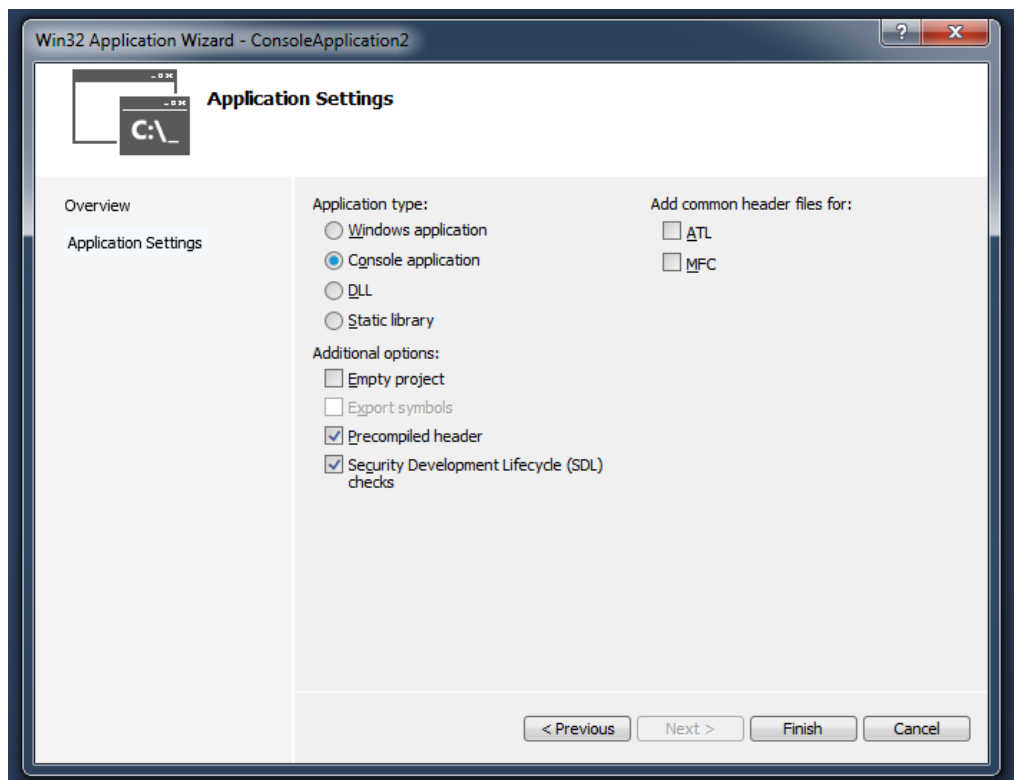 Win32 Application Wizard - ConsoleApplication2
?
X
C:\_
Application Settings
Overview
Application Settings
Application type:
Windows application
Console application
DLL
Static library
Additional options:
Empty project
Export symbols
Precompiled header
Security Development Lifecycle (SDL)
checks
Add common header files for:
ATL
MFC
< Previous
Next >
Finish
Cancel